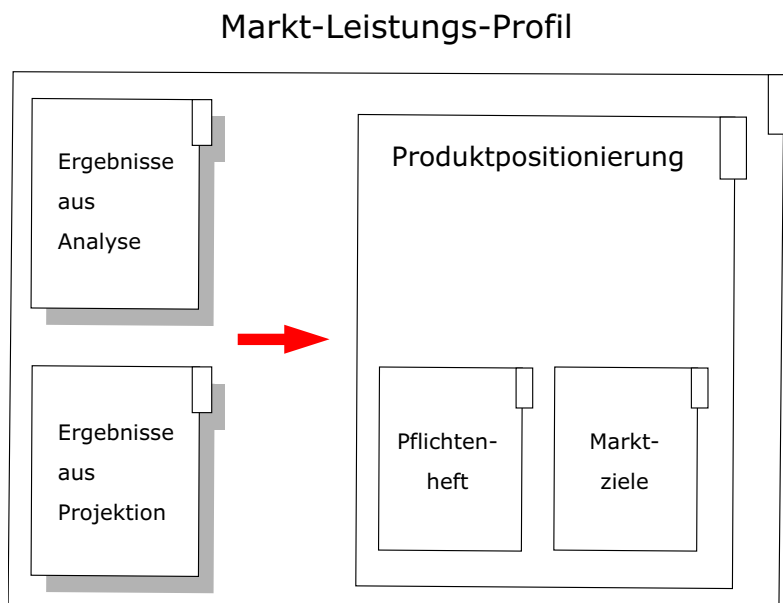 Markt-Leistungs-Profil
Ergebnisse
aus
Analyse
Produktpositionierung
Ergebnisse
aus
Projektion
Pflichten-
heft
Markt-
ziele